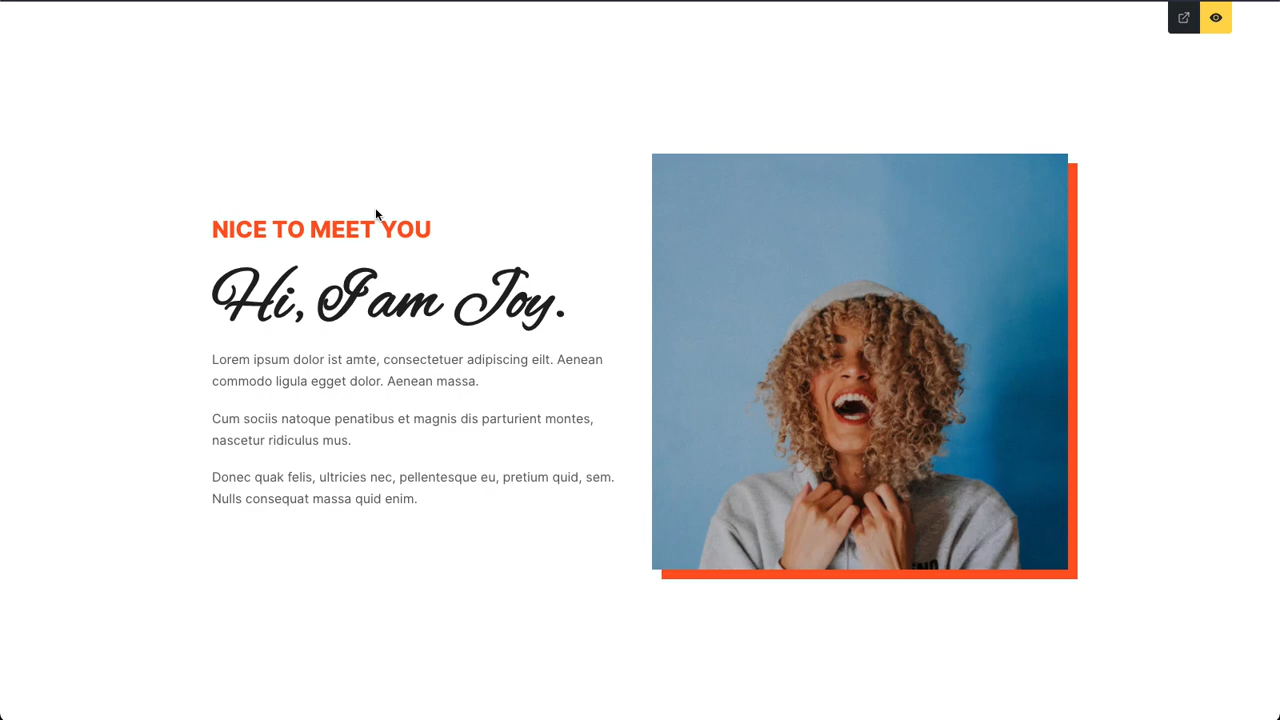 NICE TO MEET YOU
Hi, I am Joy.
Lorem ipsum dolor ist amte, consectetuer adipiscing eilt. Aenean
commodo ligula egget dolor. Aenean massa.
Cum sociis natoque penatibus et magnis dis parturient montes,
nascetur ridiculus mus.
Donec quak felis, ultricies nec, pellentesque eu, pretium quid, sem.
Nulls consequat massa quid enim.